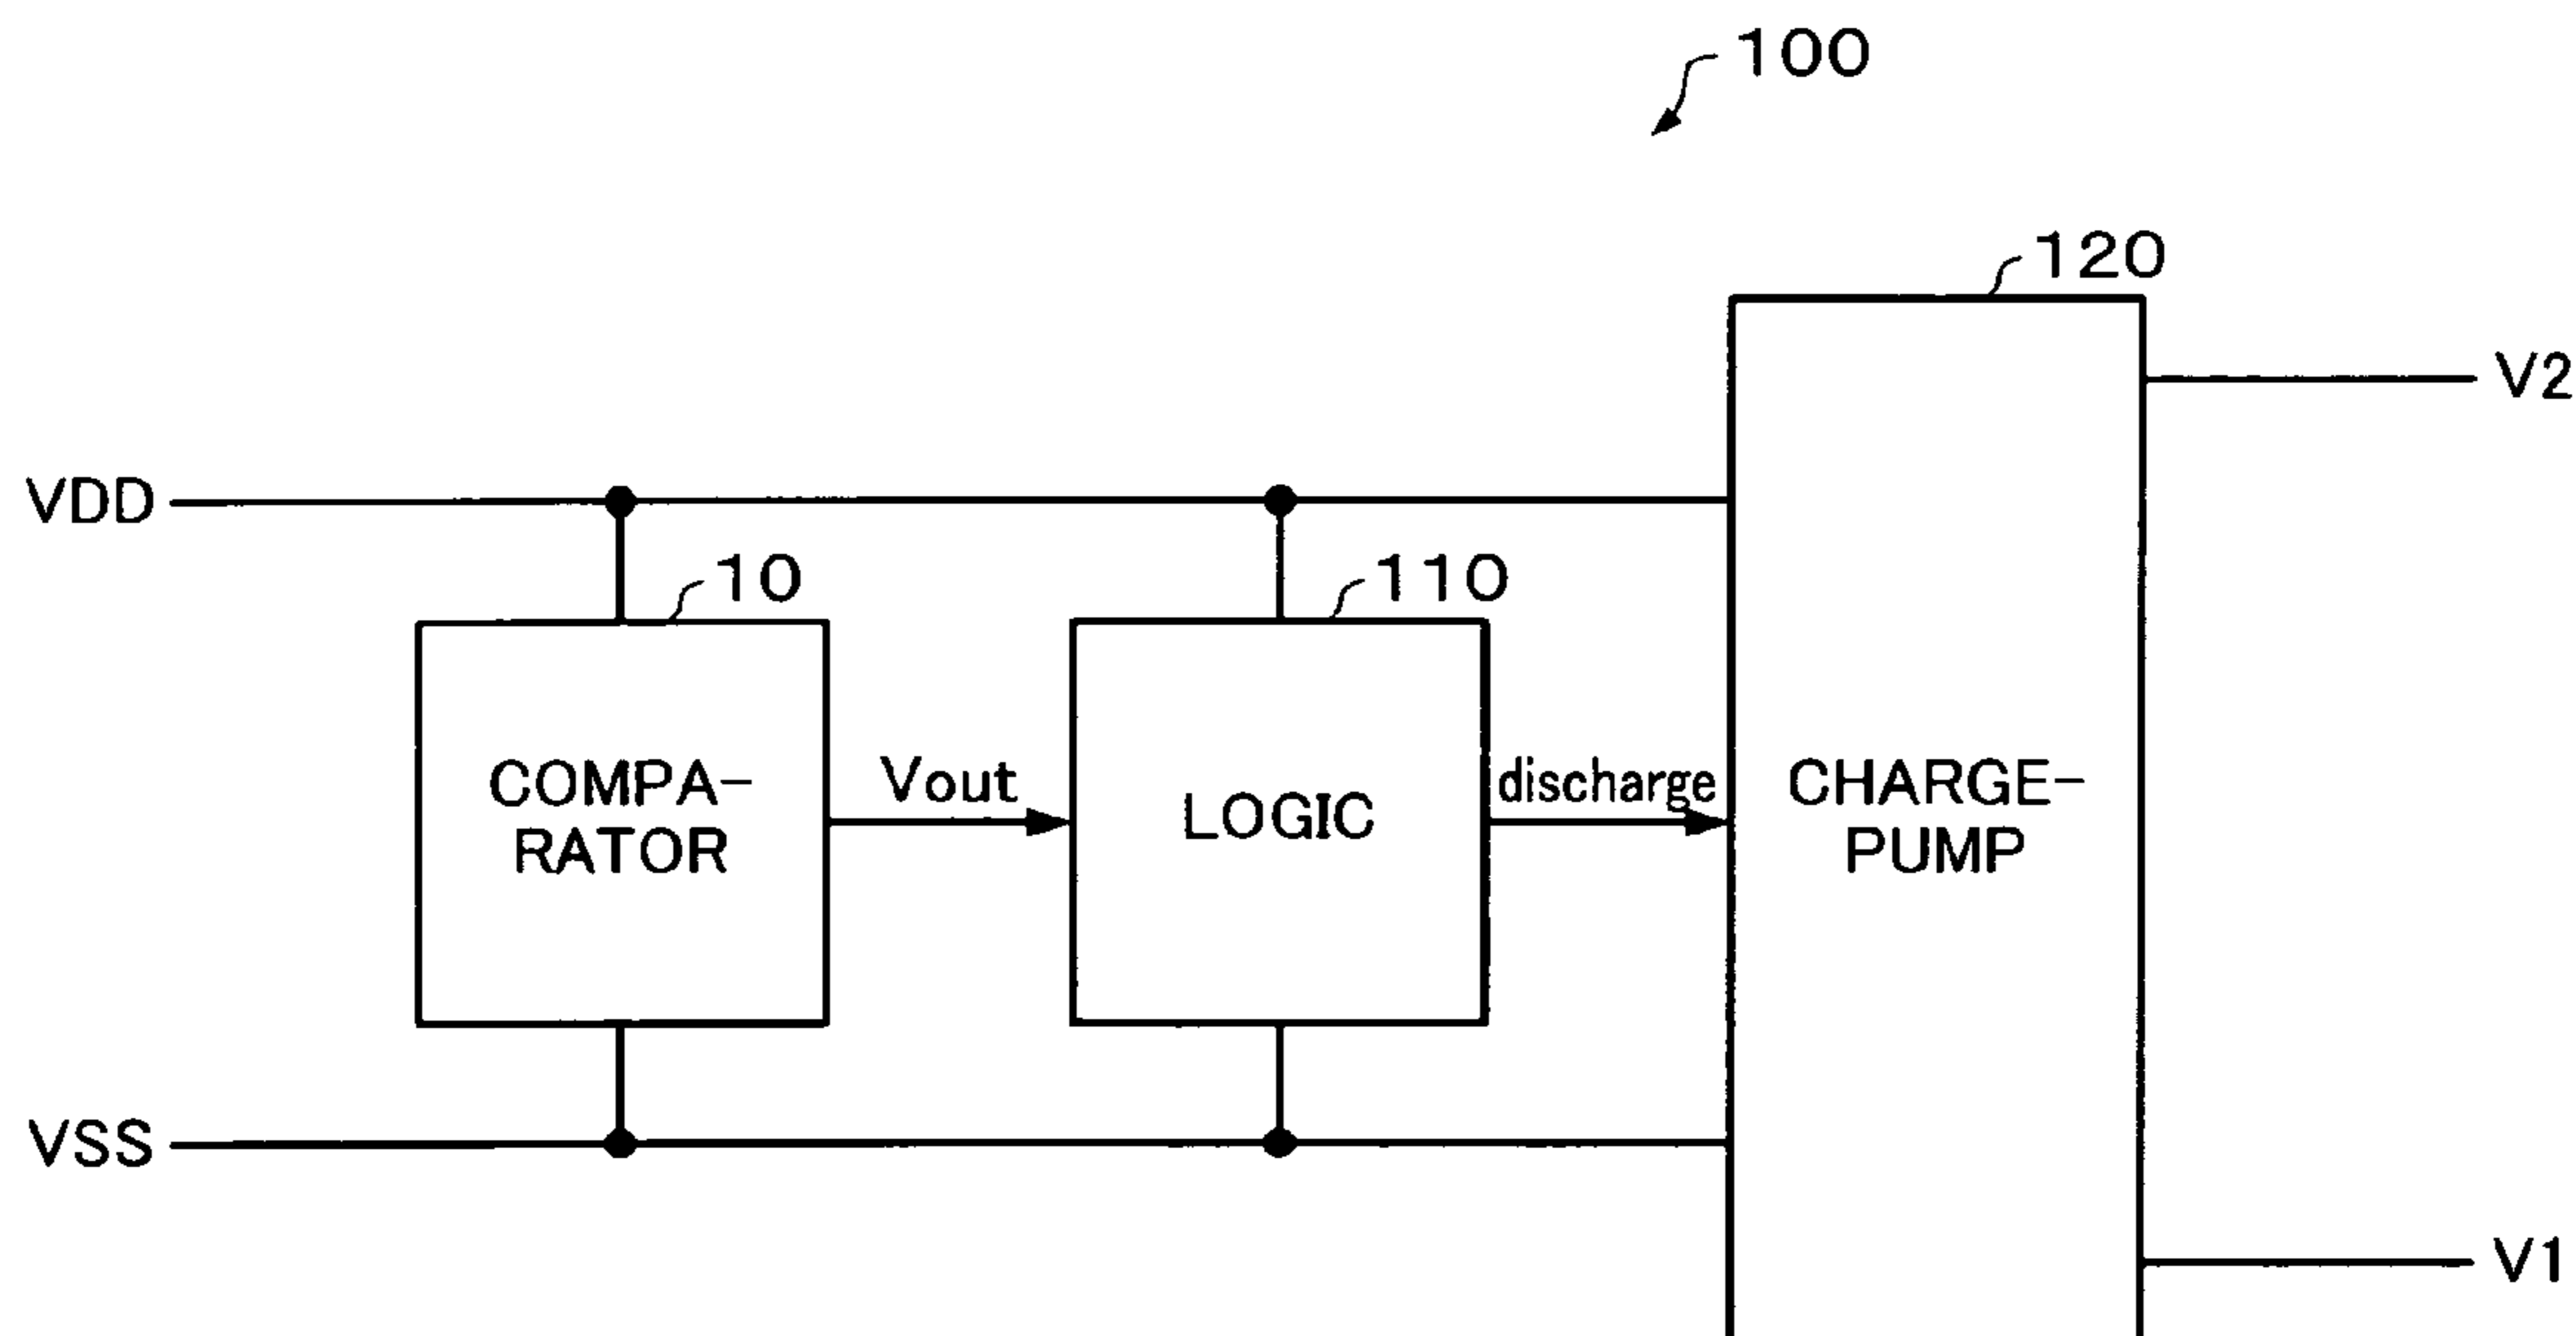 100
120
V2
VDD
10
110
COMPA-
RATOR
Vout
LOGIC
discharge
CHARGE-
PUMP
VSS
V1